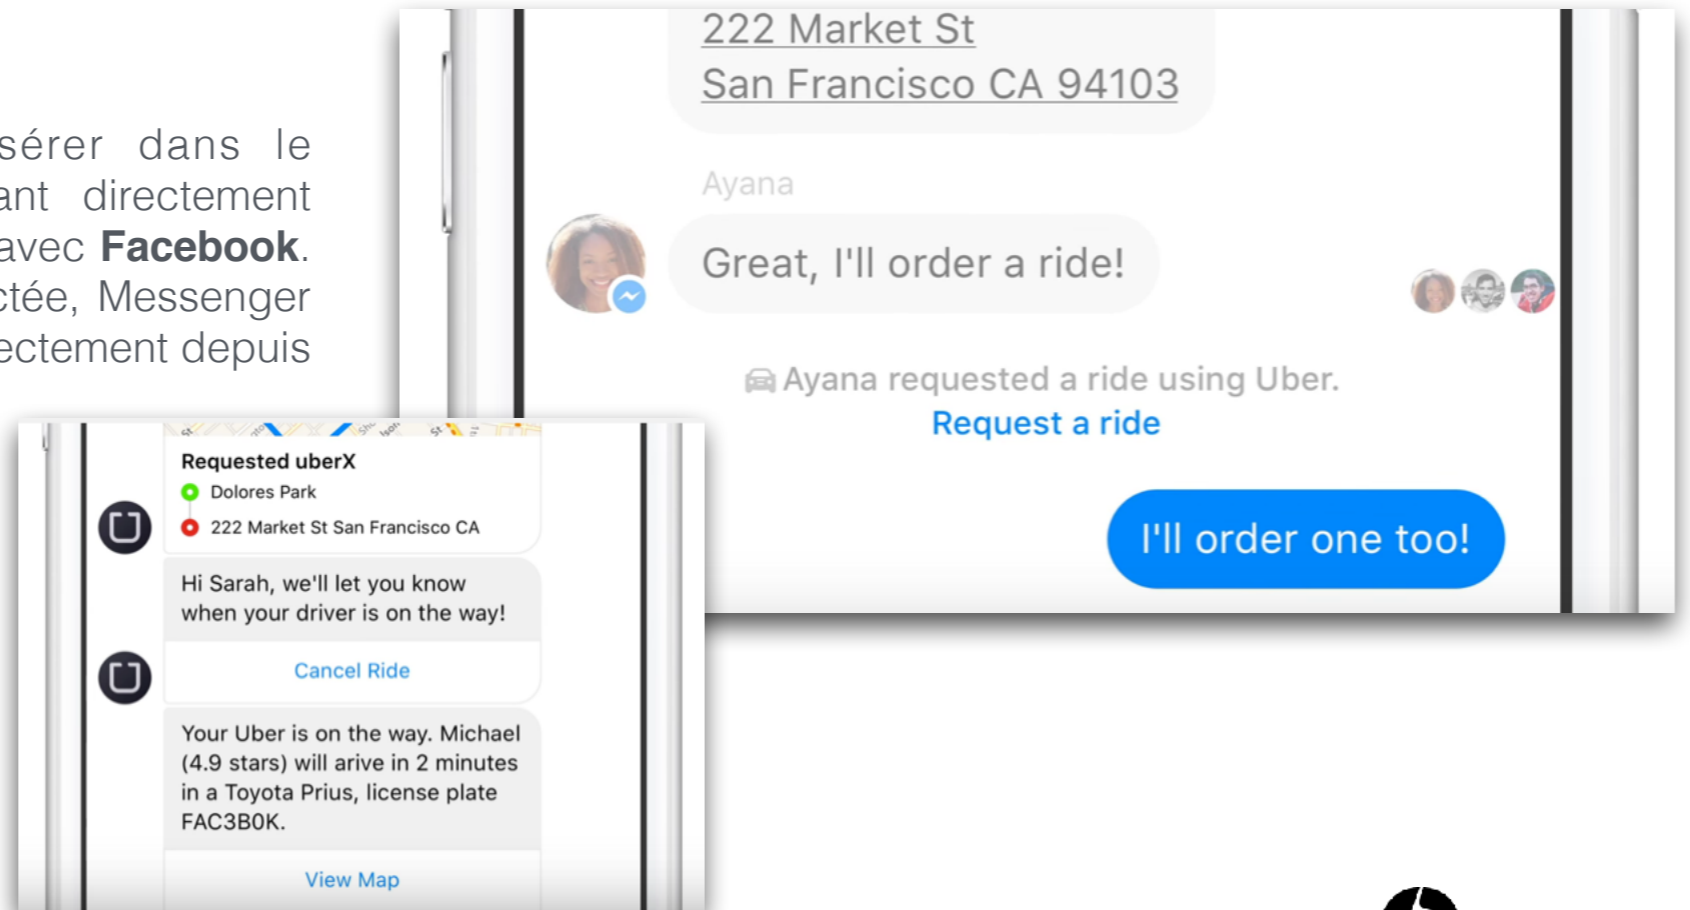 sérer dans le
ant directement
avec Facebook.
ctée, Messenger
ectement depuis
222 Market St
San Francisco CA 94103
Ayana
Great, I'll order a ride!
Ayana requested a ride using Uber.
Request a ride
I'll order one too!
Requested uberX
Dolores Park
222 Market St San Francisco CA
Hi Sarah, we'll let you know
when your driver is on the way!
Cancel Ride
Your Uber is on the way. Michael
(4.9 stars) will arive in 2 minutes
in a Toyota Prius, license plate
FAC3B0K.
View Map